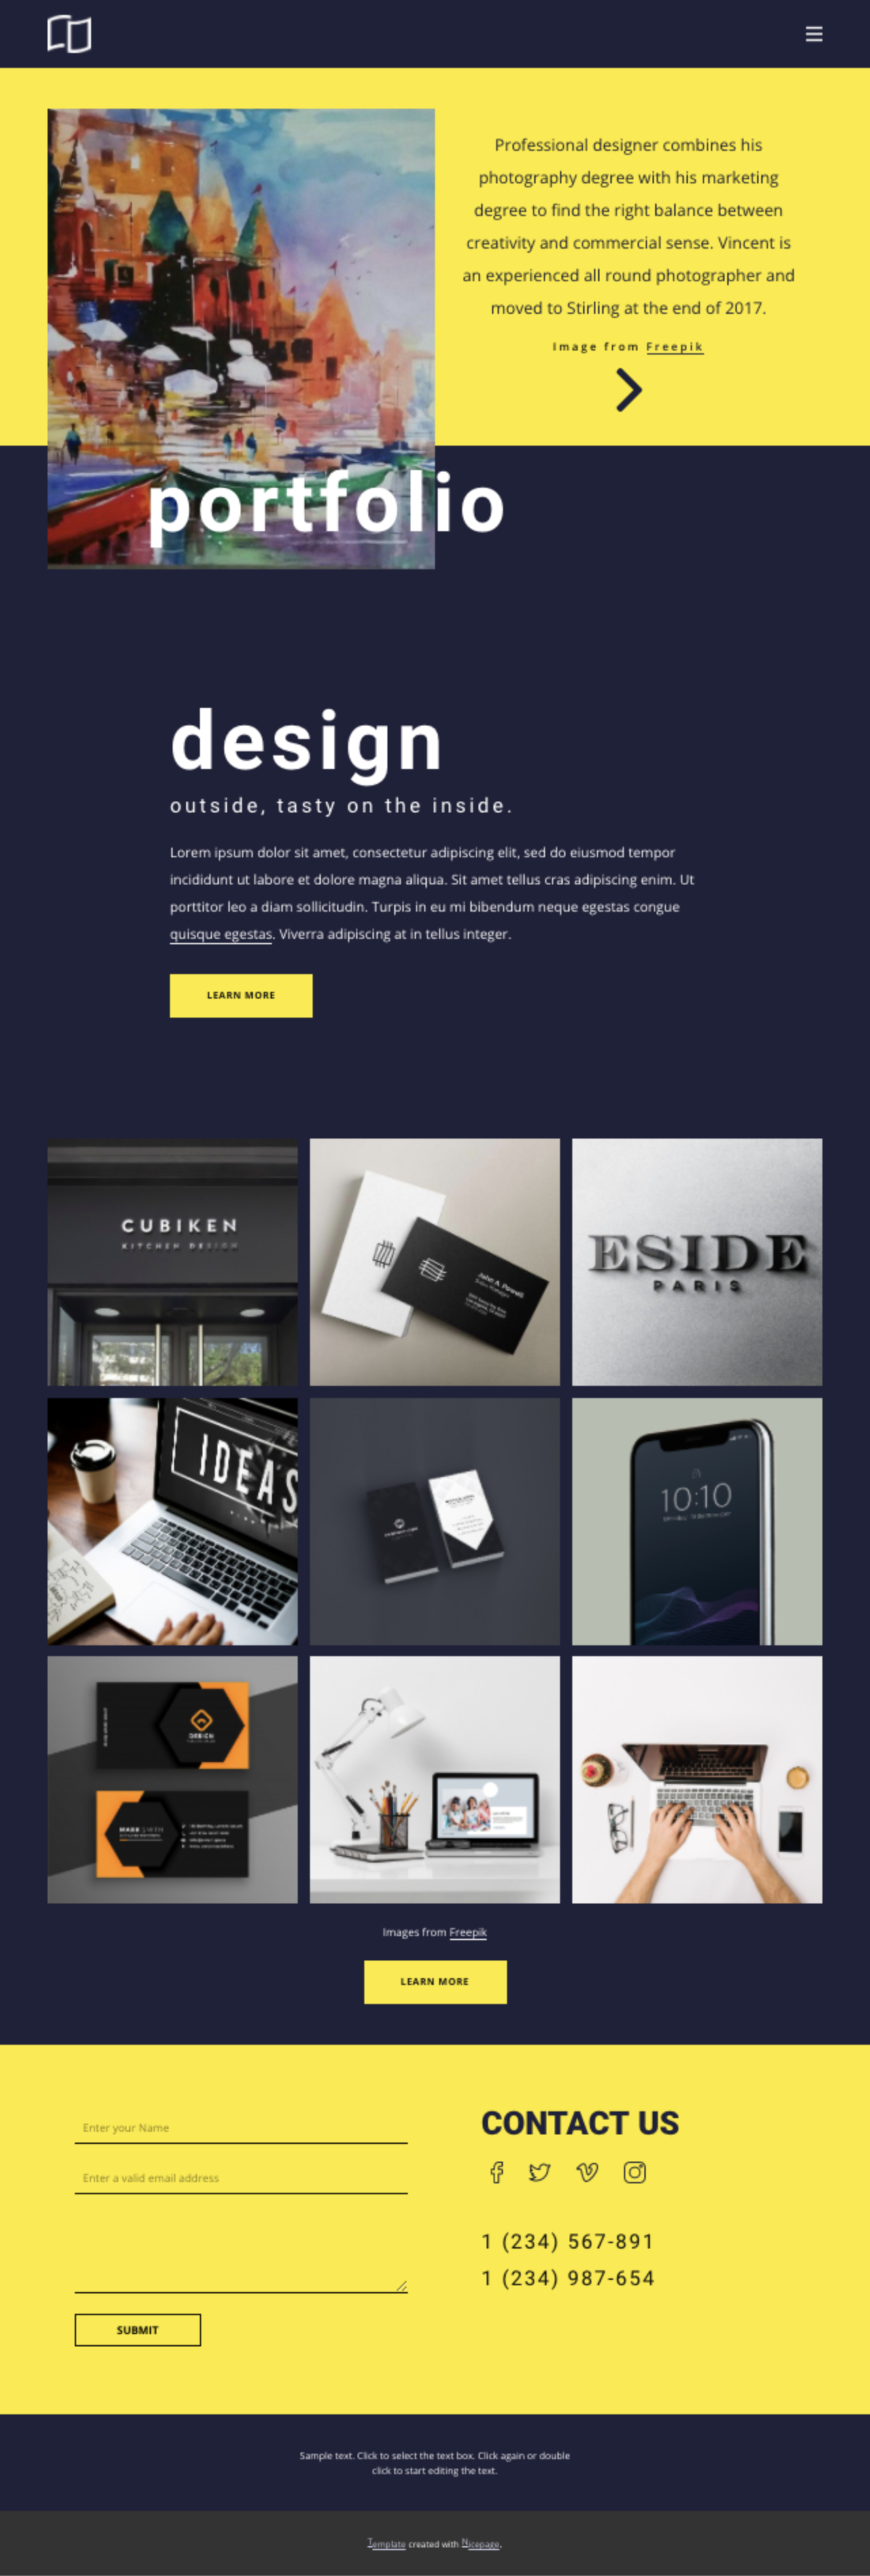 Professional designer combines his
photography degree with his marketing
degree to find the right balance between
creativity and commercial sense. Vincent is
an experienced all round photographer and
moved to Stirling at the end of 2017.
Image from Freepik
portfolio
design
outside, tasty on the inside.
Lorem ipsum dolor sit amet, consectetur adipiscing elit, sed do eiusmod tempor
incididunt ut labore et dolore magna aliqua. Sit amet tellus cras adipiscing enim. Ut
porttitor leo a diam sollicitudin. Turpis in eu mi bibendum neque egestas congue
quisque egestas. Viverra adipiscing at in tellus integer.
LEARN MORE
CUBIKEN
KITCHEN DESIGN
John A.
ESIDE
PARIS
IDEAS
10:10
DESIGN
MARK SMITH
Images from Freepik
LEARN MORE
Enter your Name
Enter a valid email address
SUBMIT
CONTACT US
1 (234) 567-891
1 (234) 987-654
Sample text. Click to select the text box. Click again or double
click to start editing the text.
Template created with Nicepage.